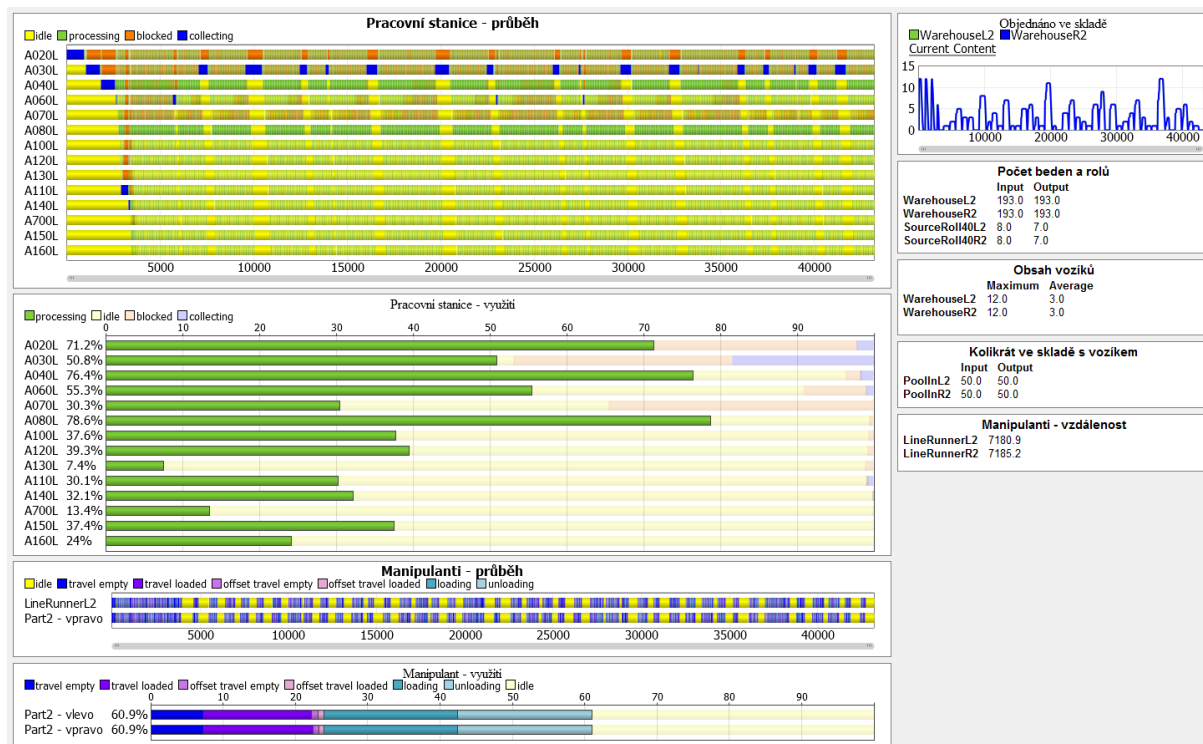 Pracovní stanice - průběh
idle processing blocked collecting
A020L
A030L
A040L
A060L
A070L
A080L
A100L
A120L
A130L
A110L
A140L
A700L
A150L
A160L
5000 10000 15000 20000 25000 30000 35000 40000
Pracovní stanice - využití
processing idle blocked collecting
0 10 20 30 40 50 60 70 80 90
A020L 71.2%
A030L 50.8%
A040L 76.4%
A060L 55.3%
A070L 30.3%
A080L 78.6%
A100L 37.6%
A120L 39.3%
A130L 7.4%
A110L 30.1%
A140L 32.1%
A700L 13.4%
A150L 37.4%
A160L 24%
Manipulanti - průběh
idle travel empty travel loaded offset travel empty offset travel loaded loading unloading
LineRunnerL2
Part2 - vpravo
5000 10000 15000 20000 25000 30000 35000 40000
Manipulant - využití
travel empty travel loaded offset travel empty offset travel loaded loading unloading idle
0 10 20 30 40 50 60 70 80 90
Part2 - vlevo 60.9%
Part2 - vpravo 60.9%
Objednáno ve skladě
WarehouseL2 WarehouseR2
Current Content
15
10
5
0
10000 20000 30000 40000
Počet beden a rolů
Input Output
WarehouseL2 193.0 193.0
WarehouseR2 193.0 193.0
SourceRoll40L2 8.0 7.0
SourceRoll40R2 8.0 7.0
Obsah vozíků
Maximum Average
WarehouseL2 12.0 3.0
WarehouseR2 12.0 3.0
Kolikrát ve skladě s vozíkem
Input Output
PoolInL2 50.0 50.0
PoolInR2 50.0 50.0
Manipulanti - vzdálenost
LineRunnerL2 7180.9
LineRunnerR2 7185.2